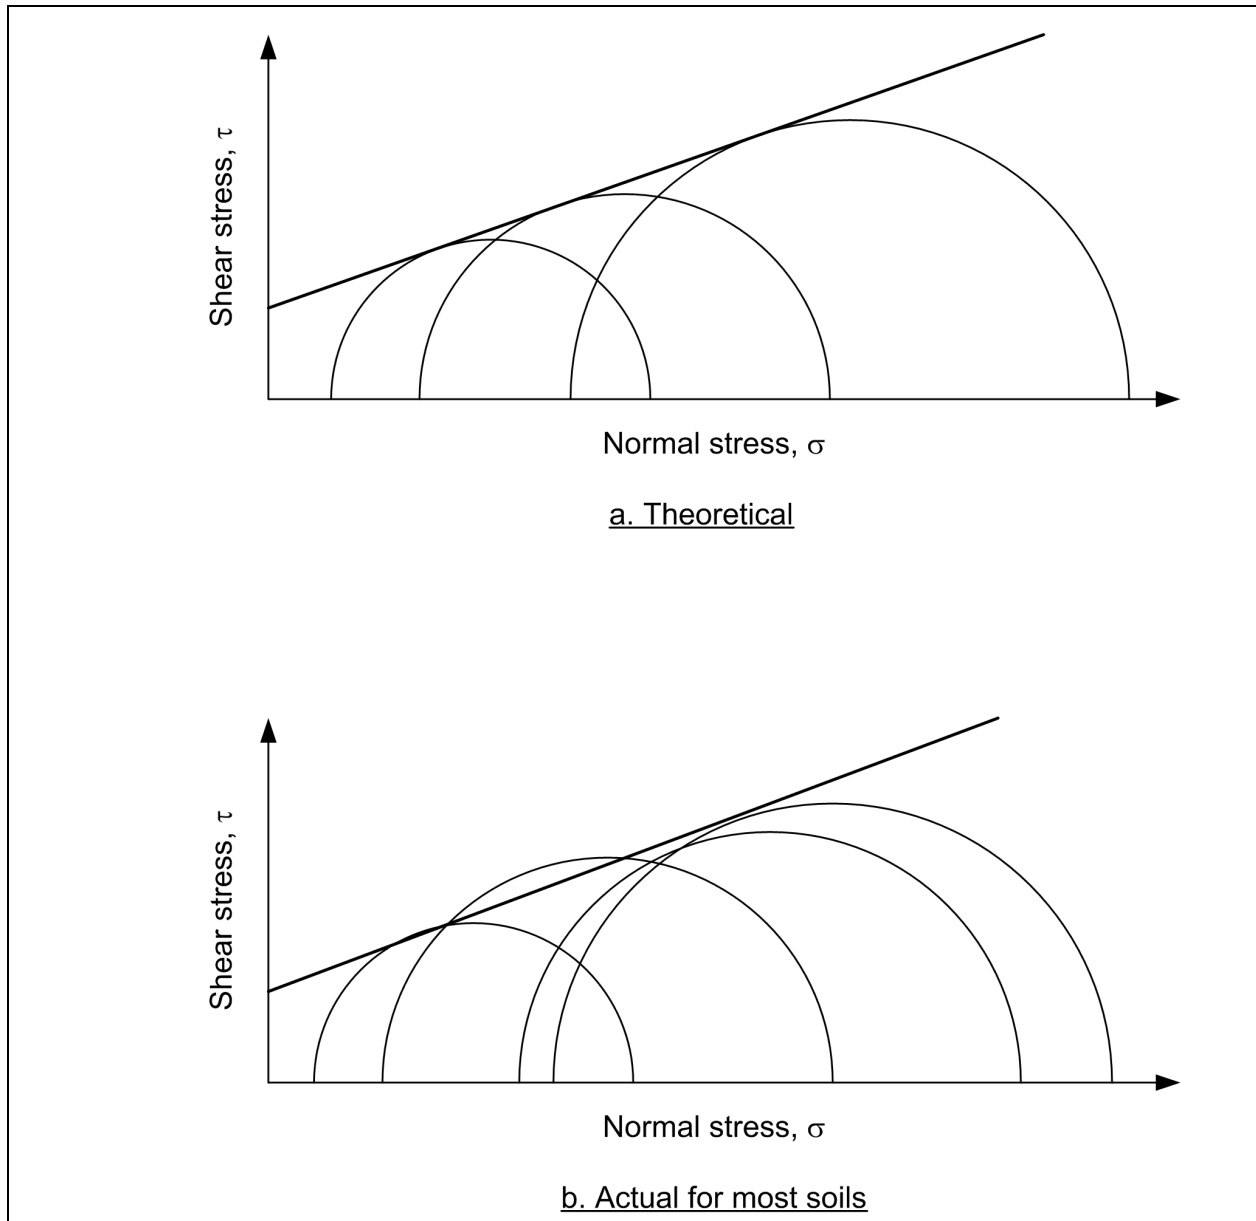 Shear stress, τ
Normal stress, σ
a. Theoretical
Shear stress, τ
Normal stress, σ
b. Actual for most soils